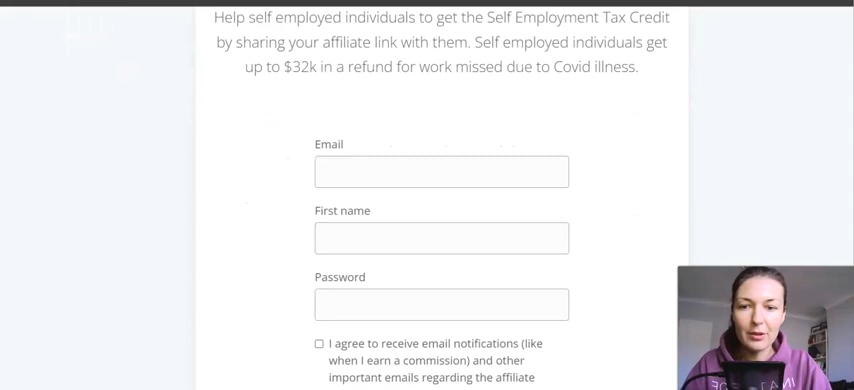 Help self employed individuals to get the Self Employment Tax Credit
by sharing your affiliate link with them. Self employed individuals get
up to $32k in a refund for work missed due to Covid illness.
Email
First name
Password
I agree to receive email notifications (like
when I earn a commission) and other
important emails regarding the affiliate